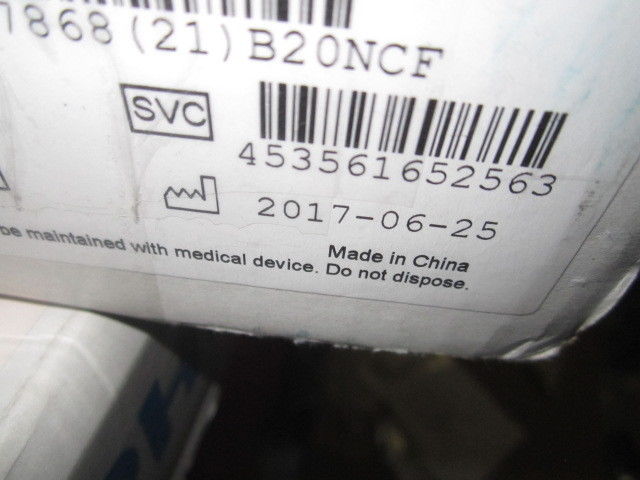 7868(21)B20NCF
SVC
453561652563
2017-06-25
Made in China
be maintained with medical device. Do not dispose.